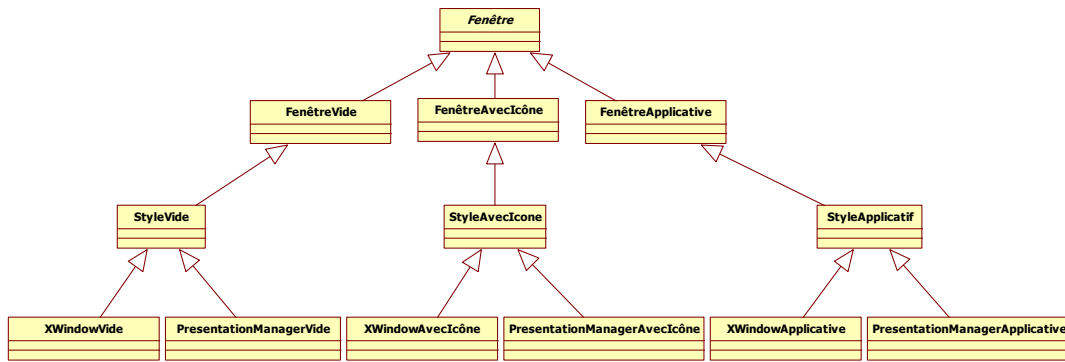 Fenêtre
FenêtreVide
FenêtreAvecIcône
FenêtreApplicative
StyleVide
StyleAvecIcone
StyleApplicatif
XWindowVide
PresentationManagerVide
XWindowAvecIcône
PresentationManagerAvecIcône
XWindowApplicative
PresentationManagerApplicative